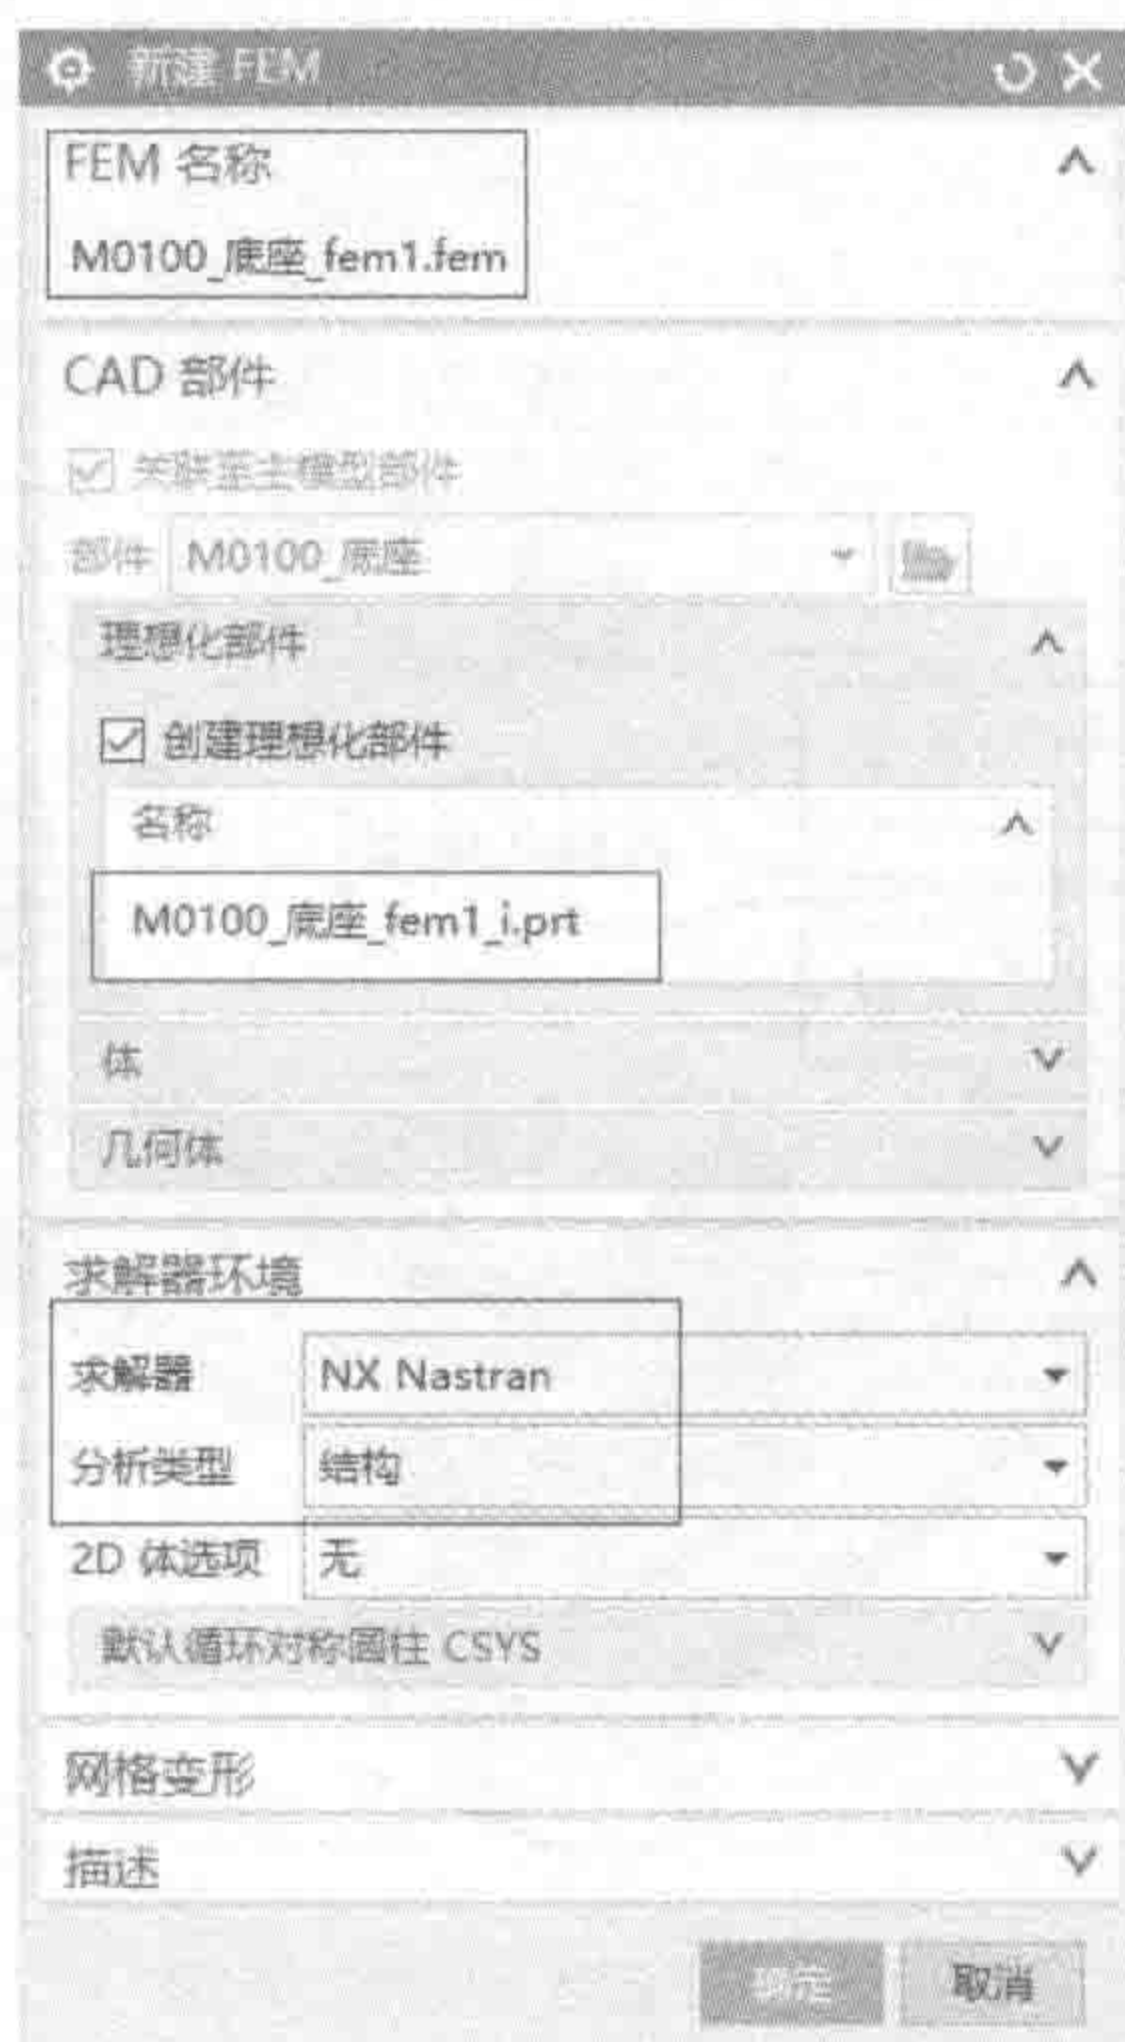 新建 FEM
FEM 名称
M0100_底座_fem1.fem
CAD 部件
关联至主模型部件
部件 M0100_底座
理想化部件
创建理想化部件
名称
M0100_底座_fem1_i.prt
体
几何体
求解器环境
求解器 NX Nastran
分析类型 结构
2D 体选项 无
默认循环对称圆柱 CSYS
网格变形
描述
确定 取消